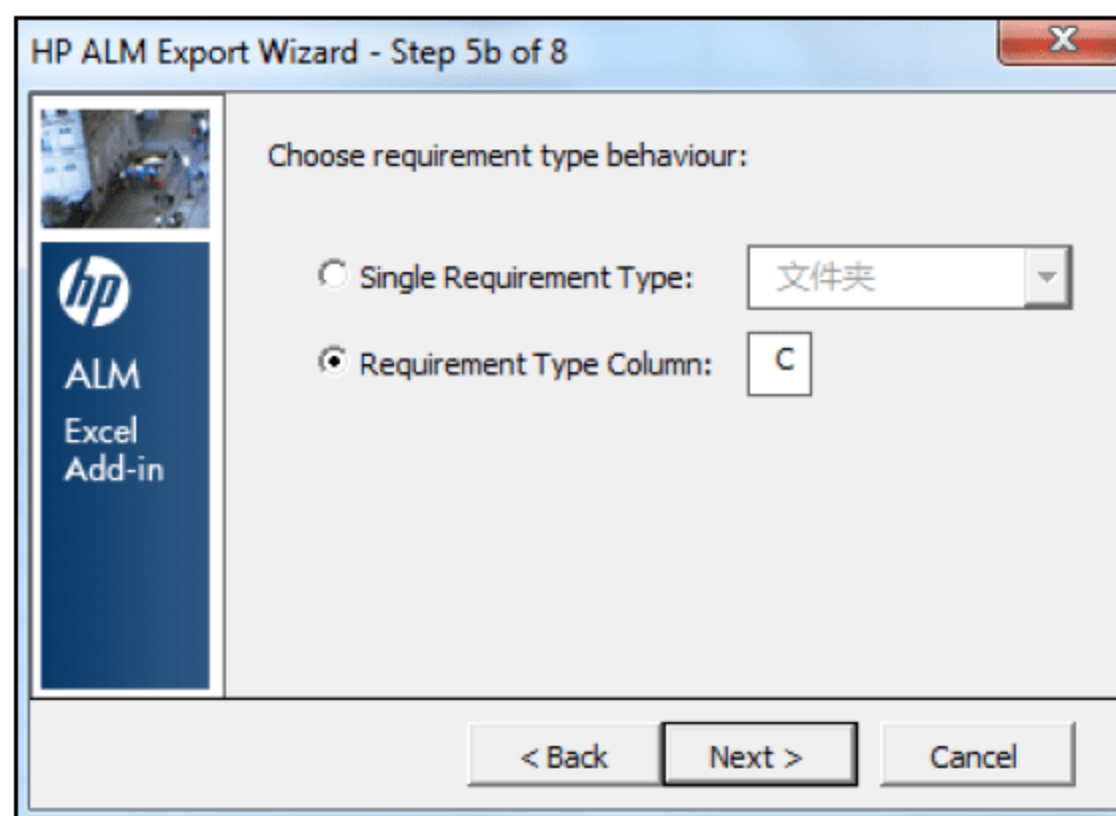 HP ALM Export Wizard - Step 5b of 8
Choose requirement type behaviour:
Single Requirement Type: 文件夹
Requirement Type Column: C
hp
ALM
Excel
Add-in
< Back Next > Cancel